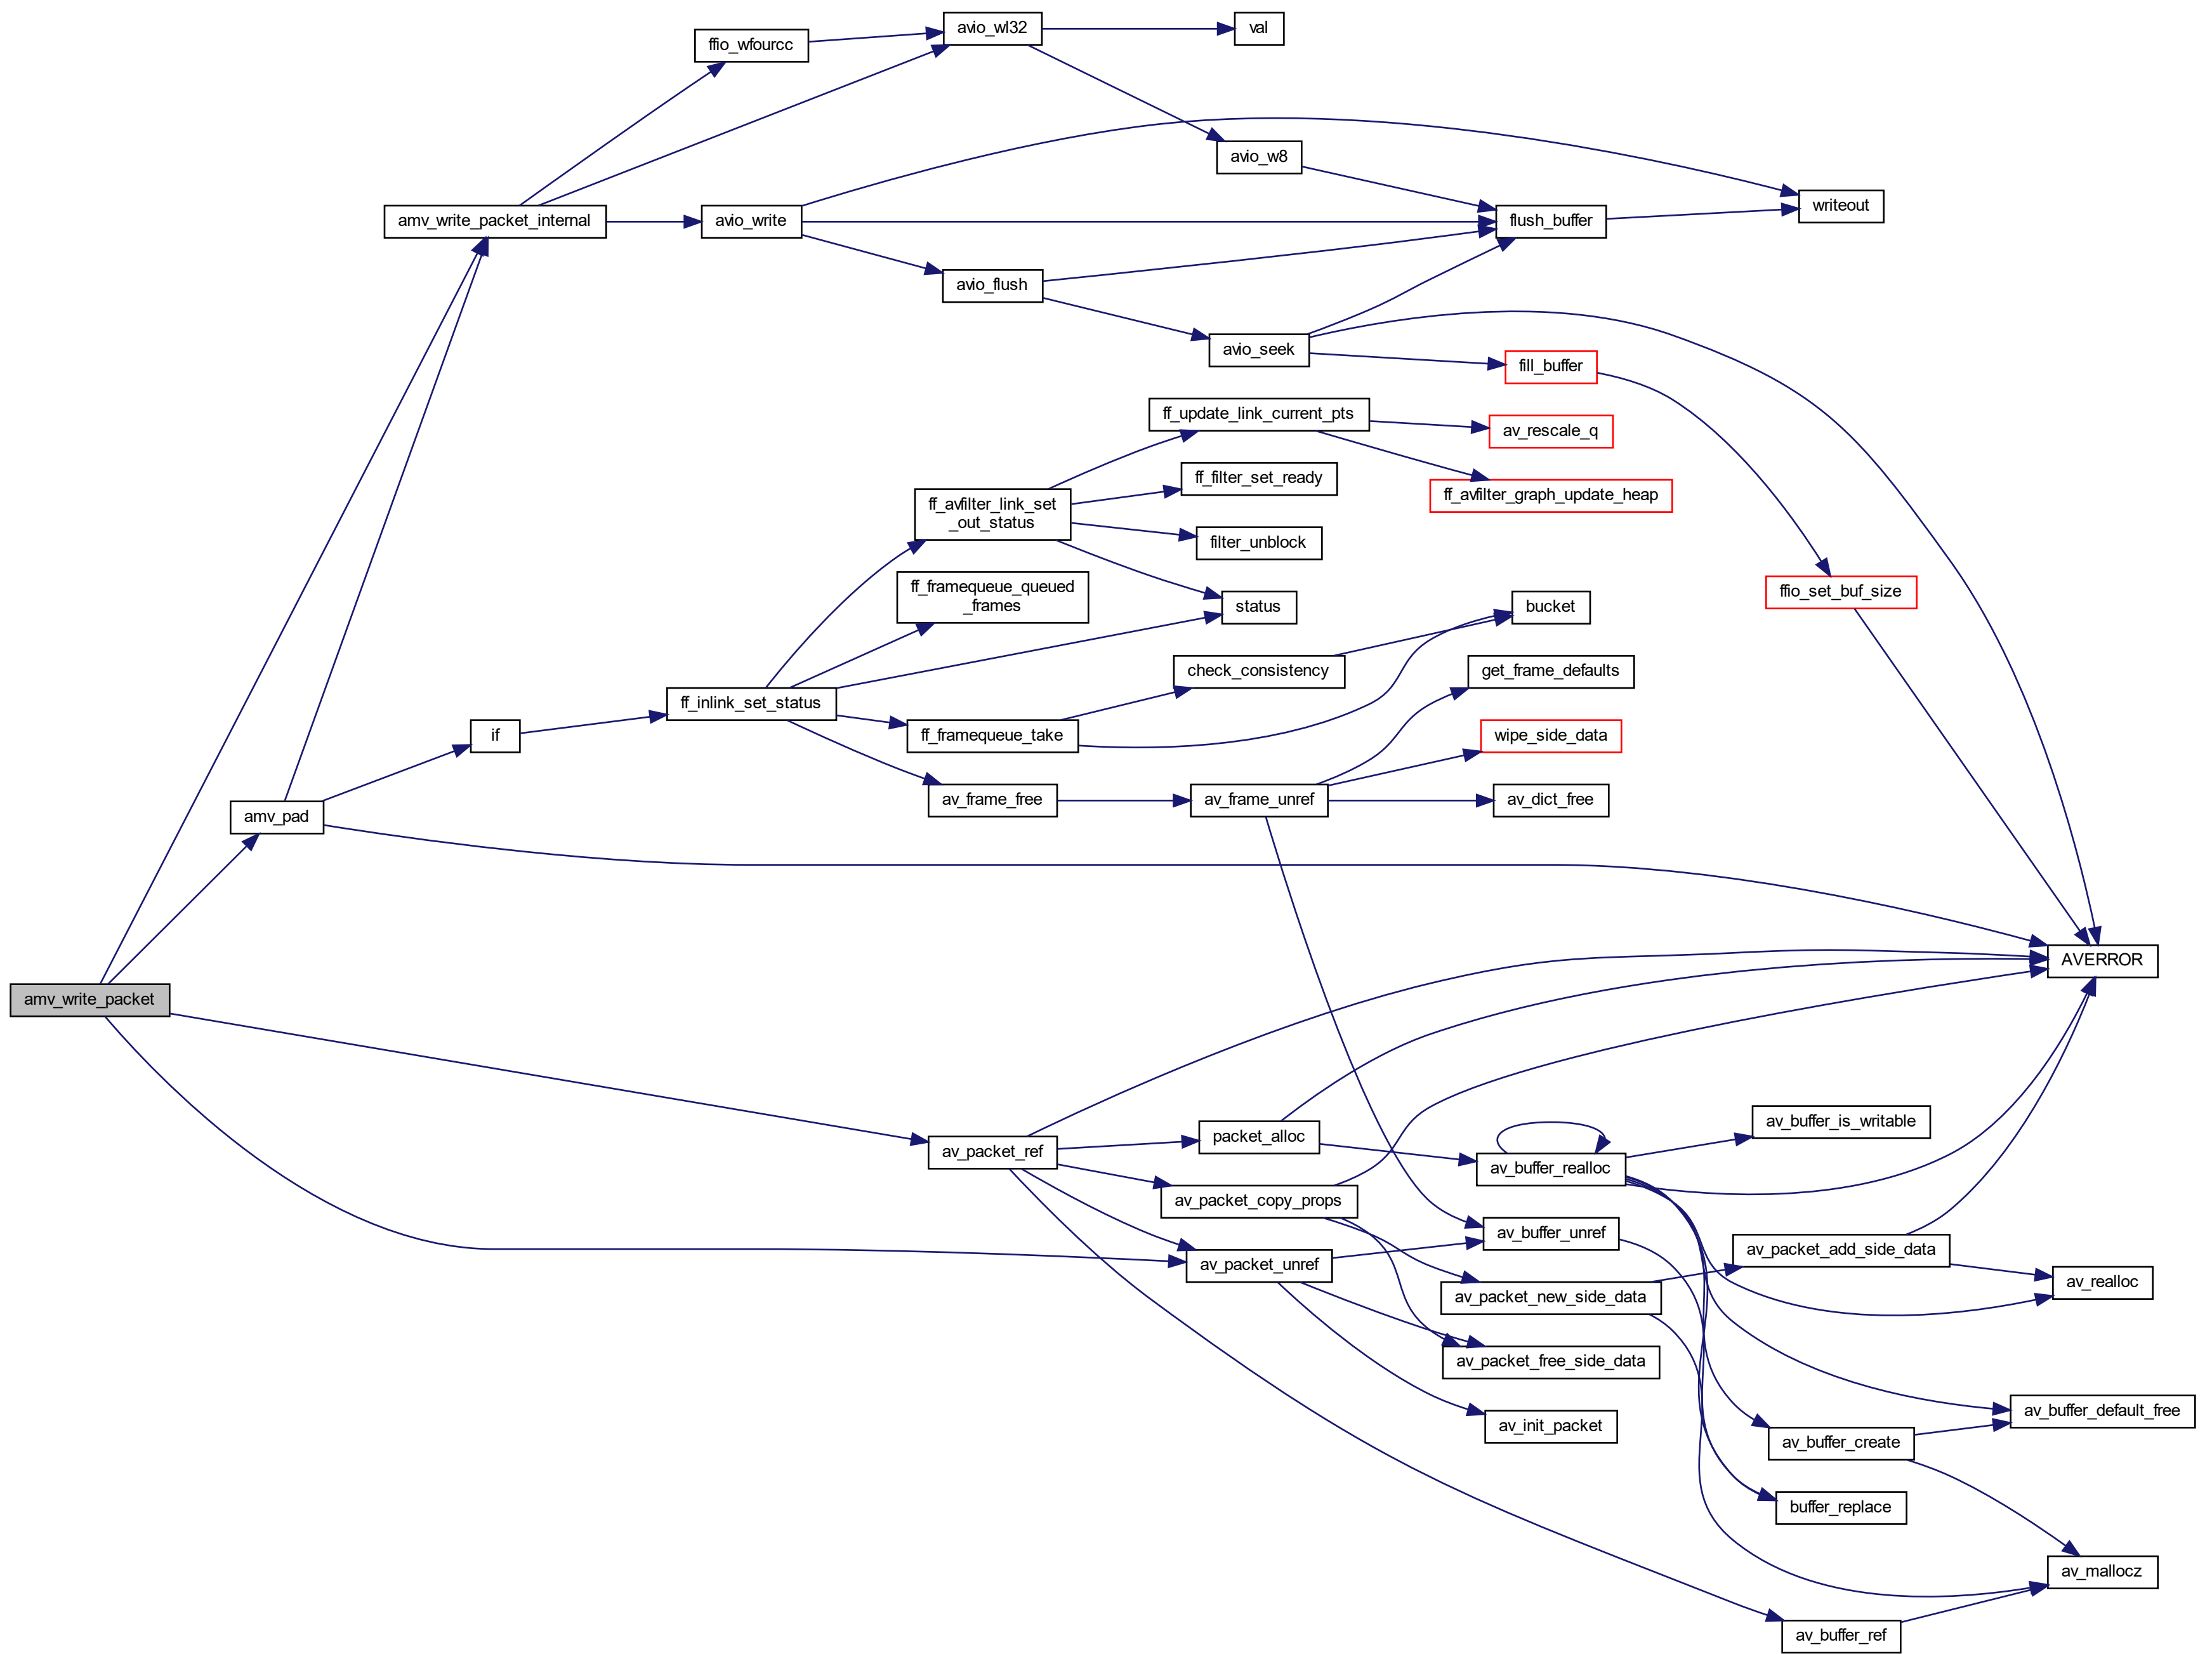 avio_wl32
val
ffio_wfourcc
avio_w8
writeout
amv_write_packet_internal
avio_write
flush_buffer
avio_flush
avio_seek
fill_buffer
ff_update_link_current_pts
av_rescale_q
ff_filter_set_ready
ff_avfilter_graph_update_heap
ff_avfilter_link_set
_out_status
filter_unblock
ff_framequeue_queued
_frames
status
bucket
ffio_set_buf_size
check_consistency
get_frame_defaults
ff_inlink_set_status
if
ff_framequeue_take
wipe_side_data
av_frame_free
av_frame_unref
av_dict_free
amv_pad
AVERROR
amv_write_packet
av_buffer_is_writable
packet_alloc
av_packet_ref
av_buffer_realloc
av_packet_copy_props
av_buffer_unref
av_packet_add_side_data
av_packet_unref
av_realloc
av_packet_new_side_data
av_packet_free_side_data
av_buffer_default_free
av_init_packet
av_buffer_create
buffer_replace
av_mallocz
av_buffer_ref